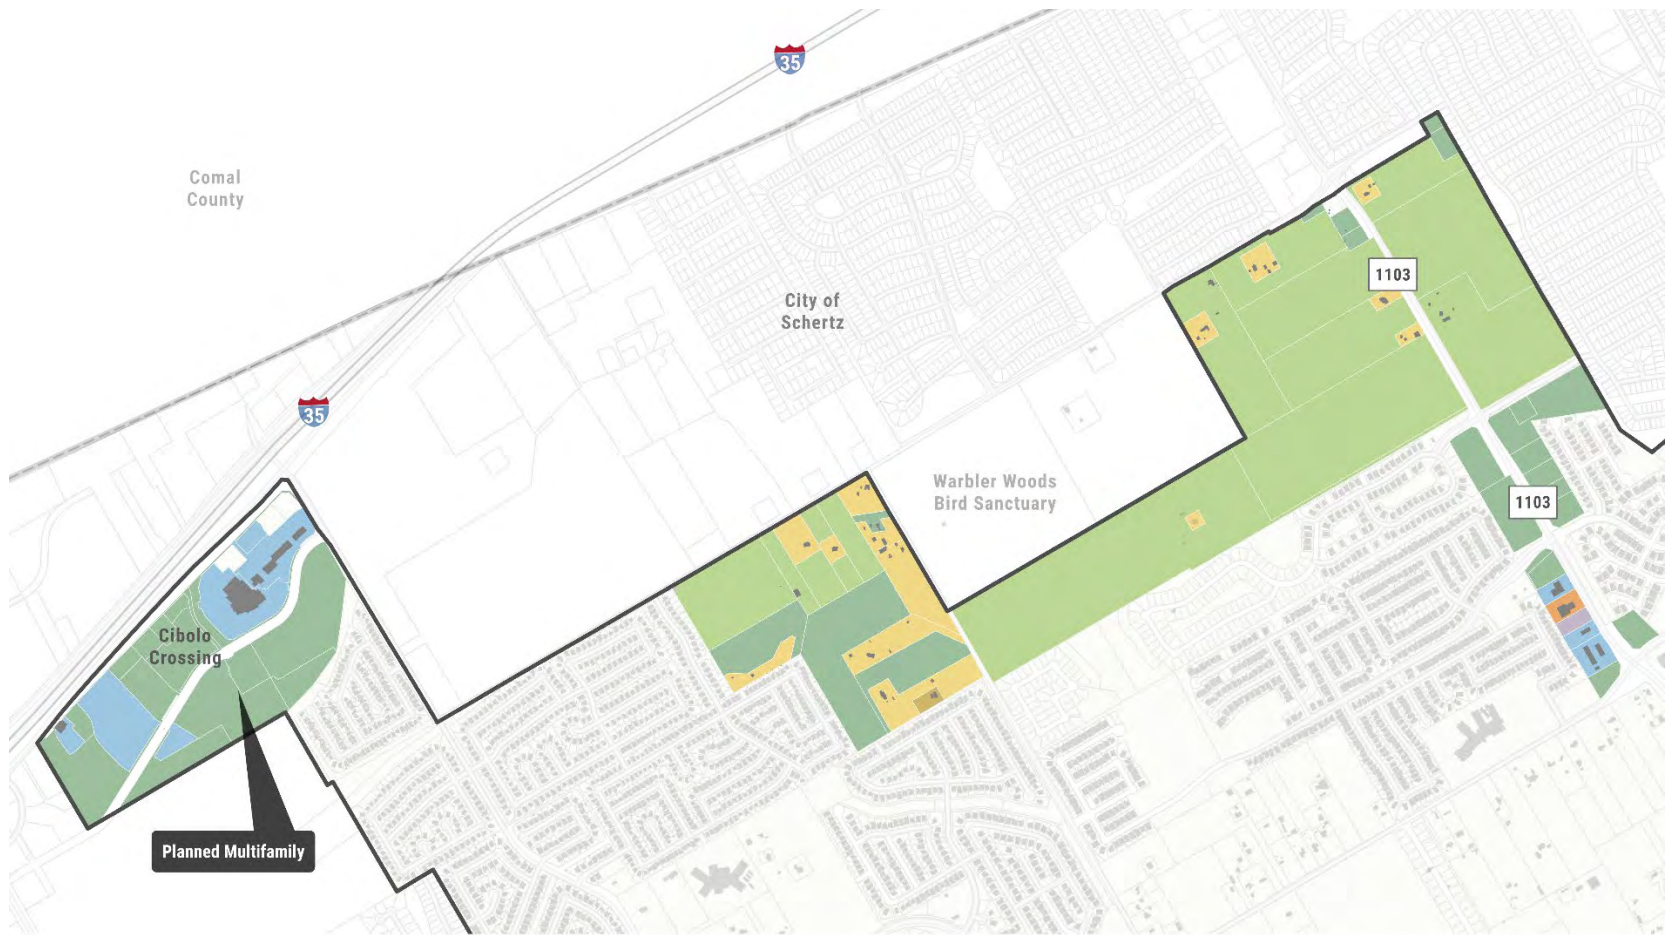 35
Comal
County
1103
City of
Schertz
35
Warbler Woods
Bird Sanctuary
1103
Cibolo
Crossing
Planned Multifamily